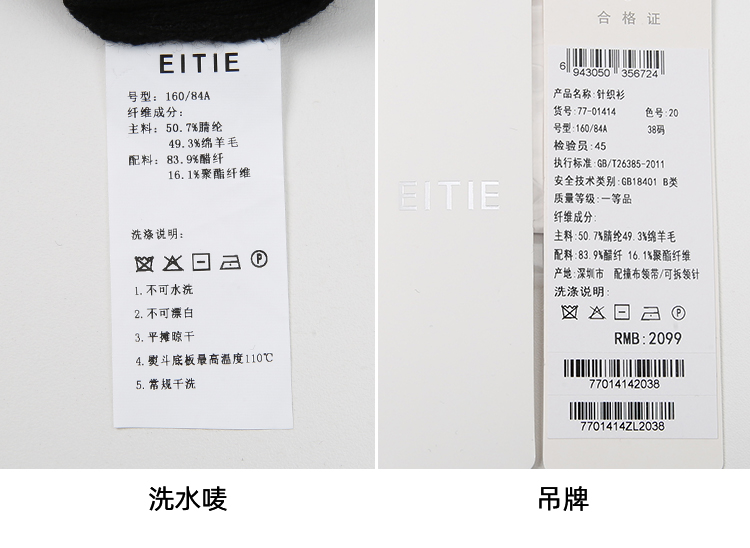 EITIE
号型: 160/84A
纤维成分:
主料: 50.7%腈纶
49.3%绵羊毛
配料: 83.9%醋纤
16.1%聚酯纤维
洗涤说明:
P
1.不可水洗
2.不可漂白
3.平摊晾干
4.熨斗底板最高温度110℃
5.常规干洗
洗水唛
EITIE
合格证
6 943050 356724
产品名称:针织衫
货号:77-01414 色号:20
号型:160/84A 38码
检验员:45
执行标准:GB/T26385-2011
安全技术类别:GB18401 B类
质量等级:一等品
纤维成分:
主料:50.7%腈纶49.3%绵羊毛
配料:83.9%醋纤 16.1%聚酯纤维
产地:深圳市 配撞布领带/可拆领针
洗涤说明:
P
RMB:2099
77014142038
7701414ZL2038
吊牌